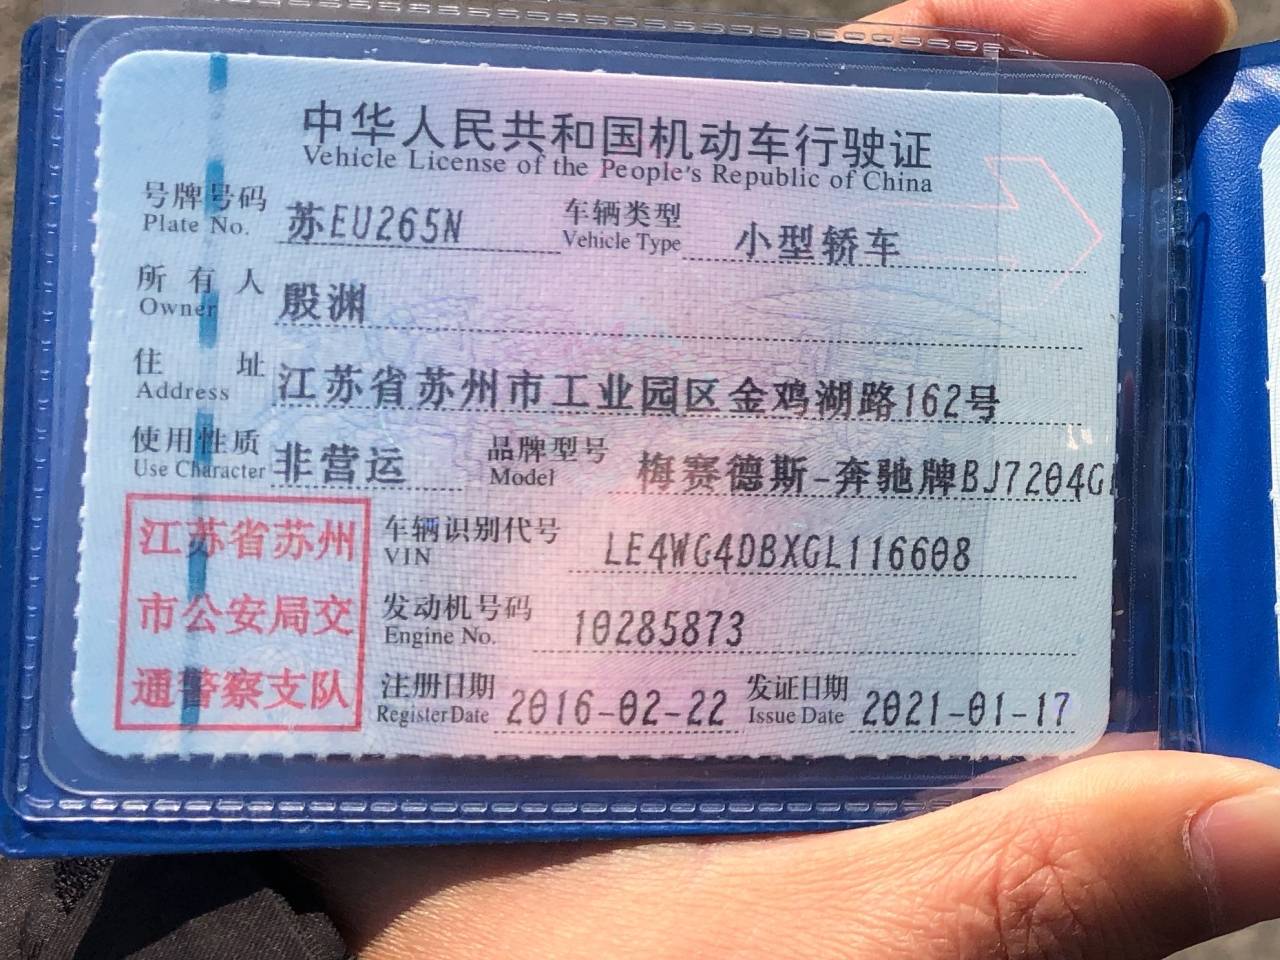 中华人民共和国机动车行驶证
Vehicle License of the People's Republic of China
号牌号码 苏EU265N 车辆类型 小型轿车
Plate No. Vehicle Type
所有人 殷渊
Owner
住址 江苏省苏州市工业园区金鸡湖路162号
Address
使用性质 非营运 品牌型号 梅赛德斯-奔驰牌BJ7204G
Use Character Model
江苏省苏州
市公安局交
通警察支队
车辆识别代号 LE4WG4DBXGL116608
VIN
发动机号码 10285873
Engine No.
注册日期 2016-02-22 发证日期 2021-01-17
Register Date Issue Date